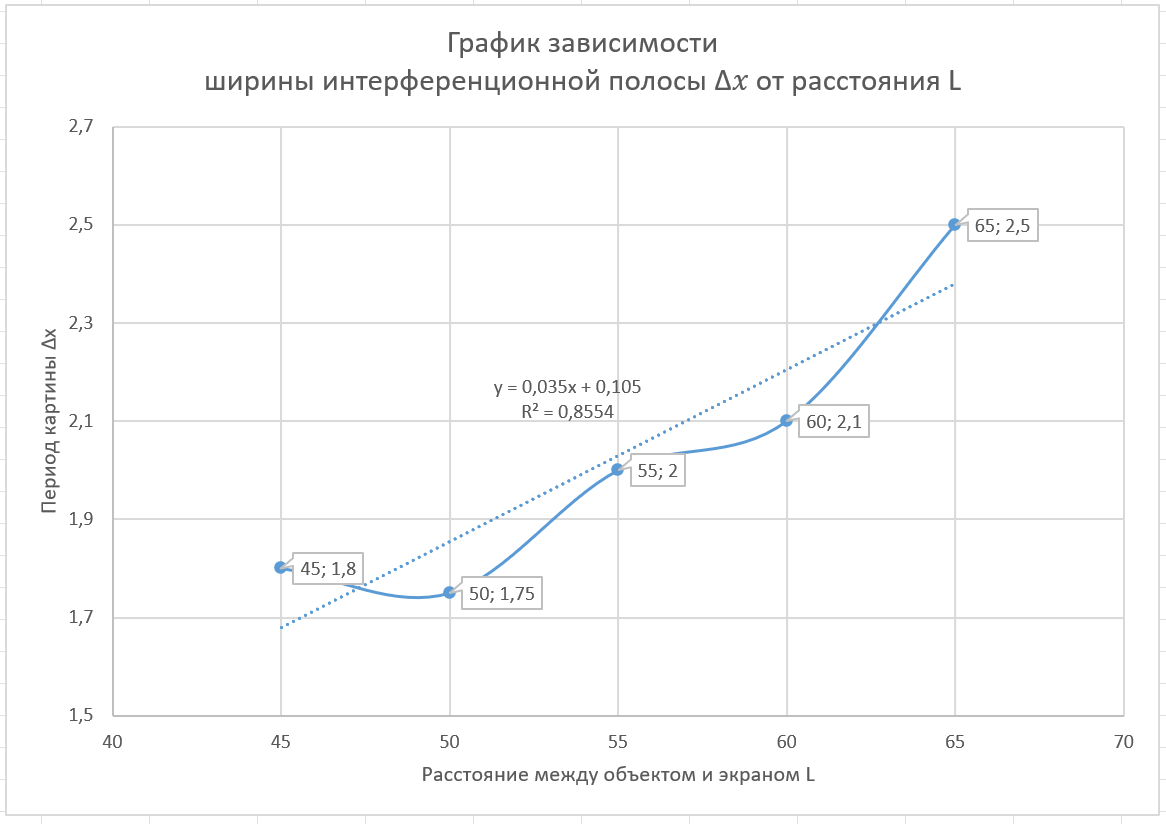 График зависимости
ширины интерференционной полосы Δx от расстояния L
2,7
2,5
2,3
2,1
1,9
1,7
1,5
Период картины Δx
65; 2,5
y = 0,035x + 0,105
R² = 0,8554
60; 2,1
55; 2
45; 1,8
50; 1,75
40 45 50 55 60 65 70
Расстояние между объектом и экраном L